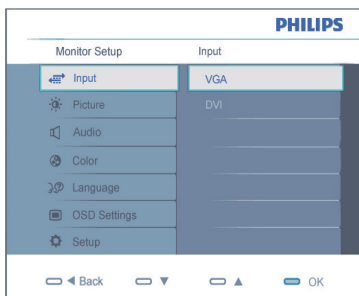 PHILIPS
Monitor Setup Input
Input VGA
Picture DVI
Audio
Color
Language
OSD Settings
Setup
Back OK